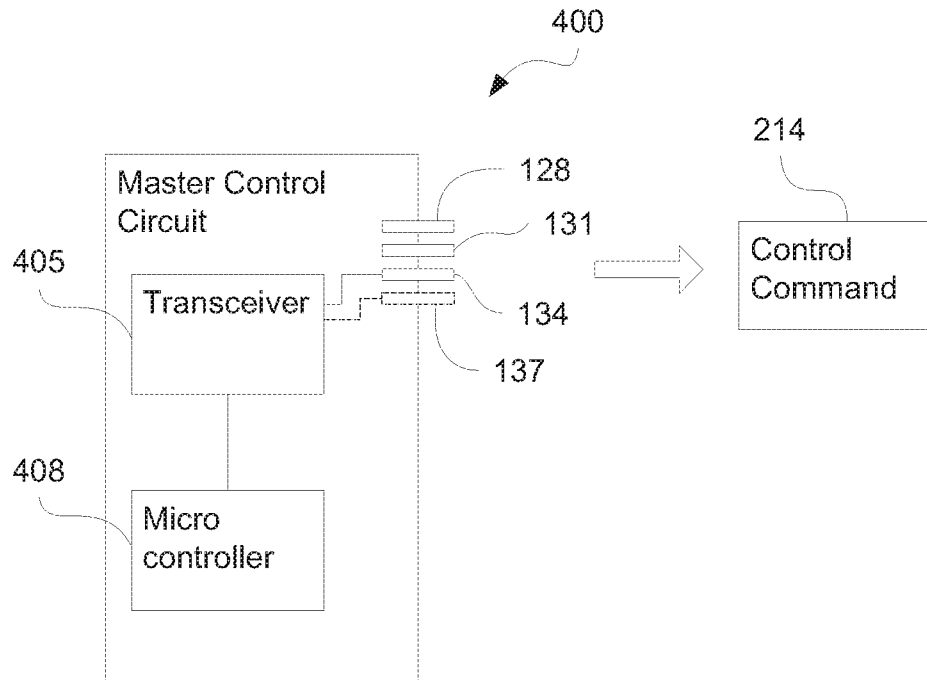 400
214
128
Master Control
Circuit
131
Control
Command
405
Transceiver
134
137
408
Micro
controller